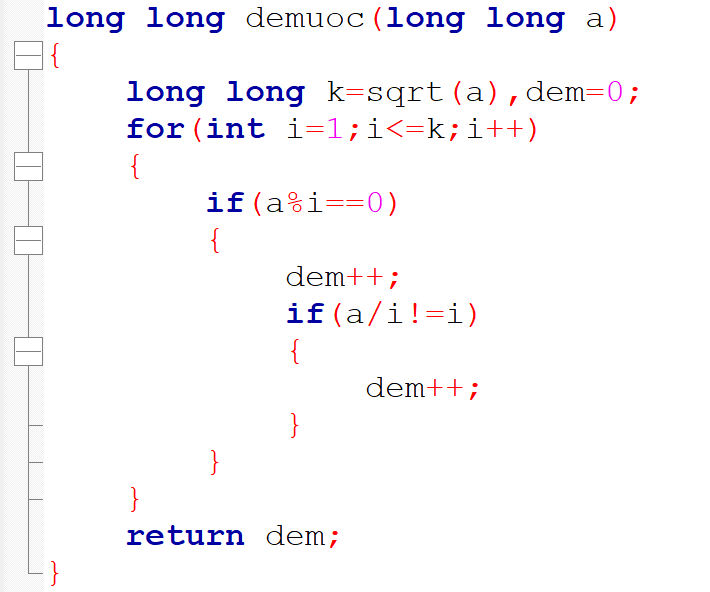 long long demuoc(long long a)
{
long long k=sqrt(a),dem=0;
for(int i=1;i<=k;i++)
{
if(a%i==0)
{
dem++;
if(a/i!=i)
{
dem++;
}
}
}
return dem;
}